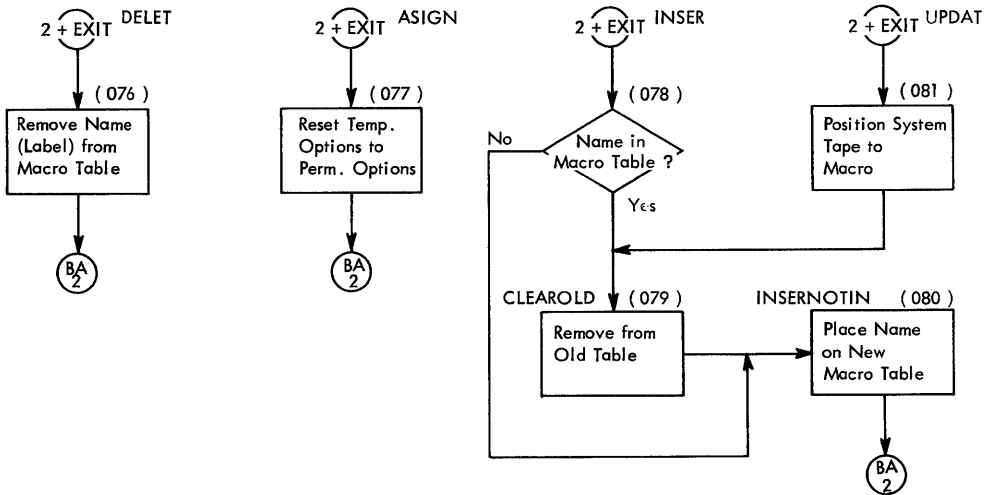 2 + EXIT DELET
2 + EXIT ASIGN
2 + EXIT INSER
2 + EXIT UPDAT
(076)
Remove Name
(Label) from
Macro Table
BA
2
(077)
Reset Temp.
Options to
Perm. Options
BA
2
(078)
No
Name in
Macro Table ?
Yes
(081)
Position System
Tape to
Macro
CLEAROLD (079)
Remove from
Old Table
INSERNOTIN (080)
Place Name
on New
Macro Table
BA
2